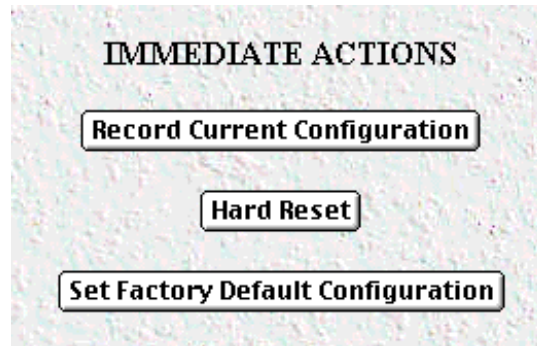 IMMEDIATE ACTIONS
Record Current Configuration
Hard Reset
Set Factory Default Configuration